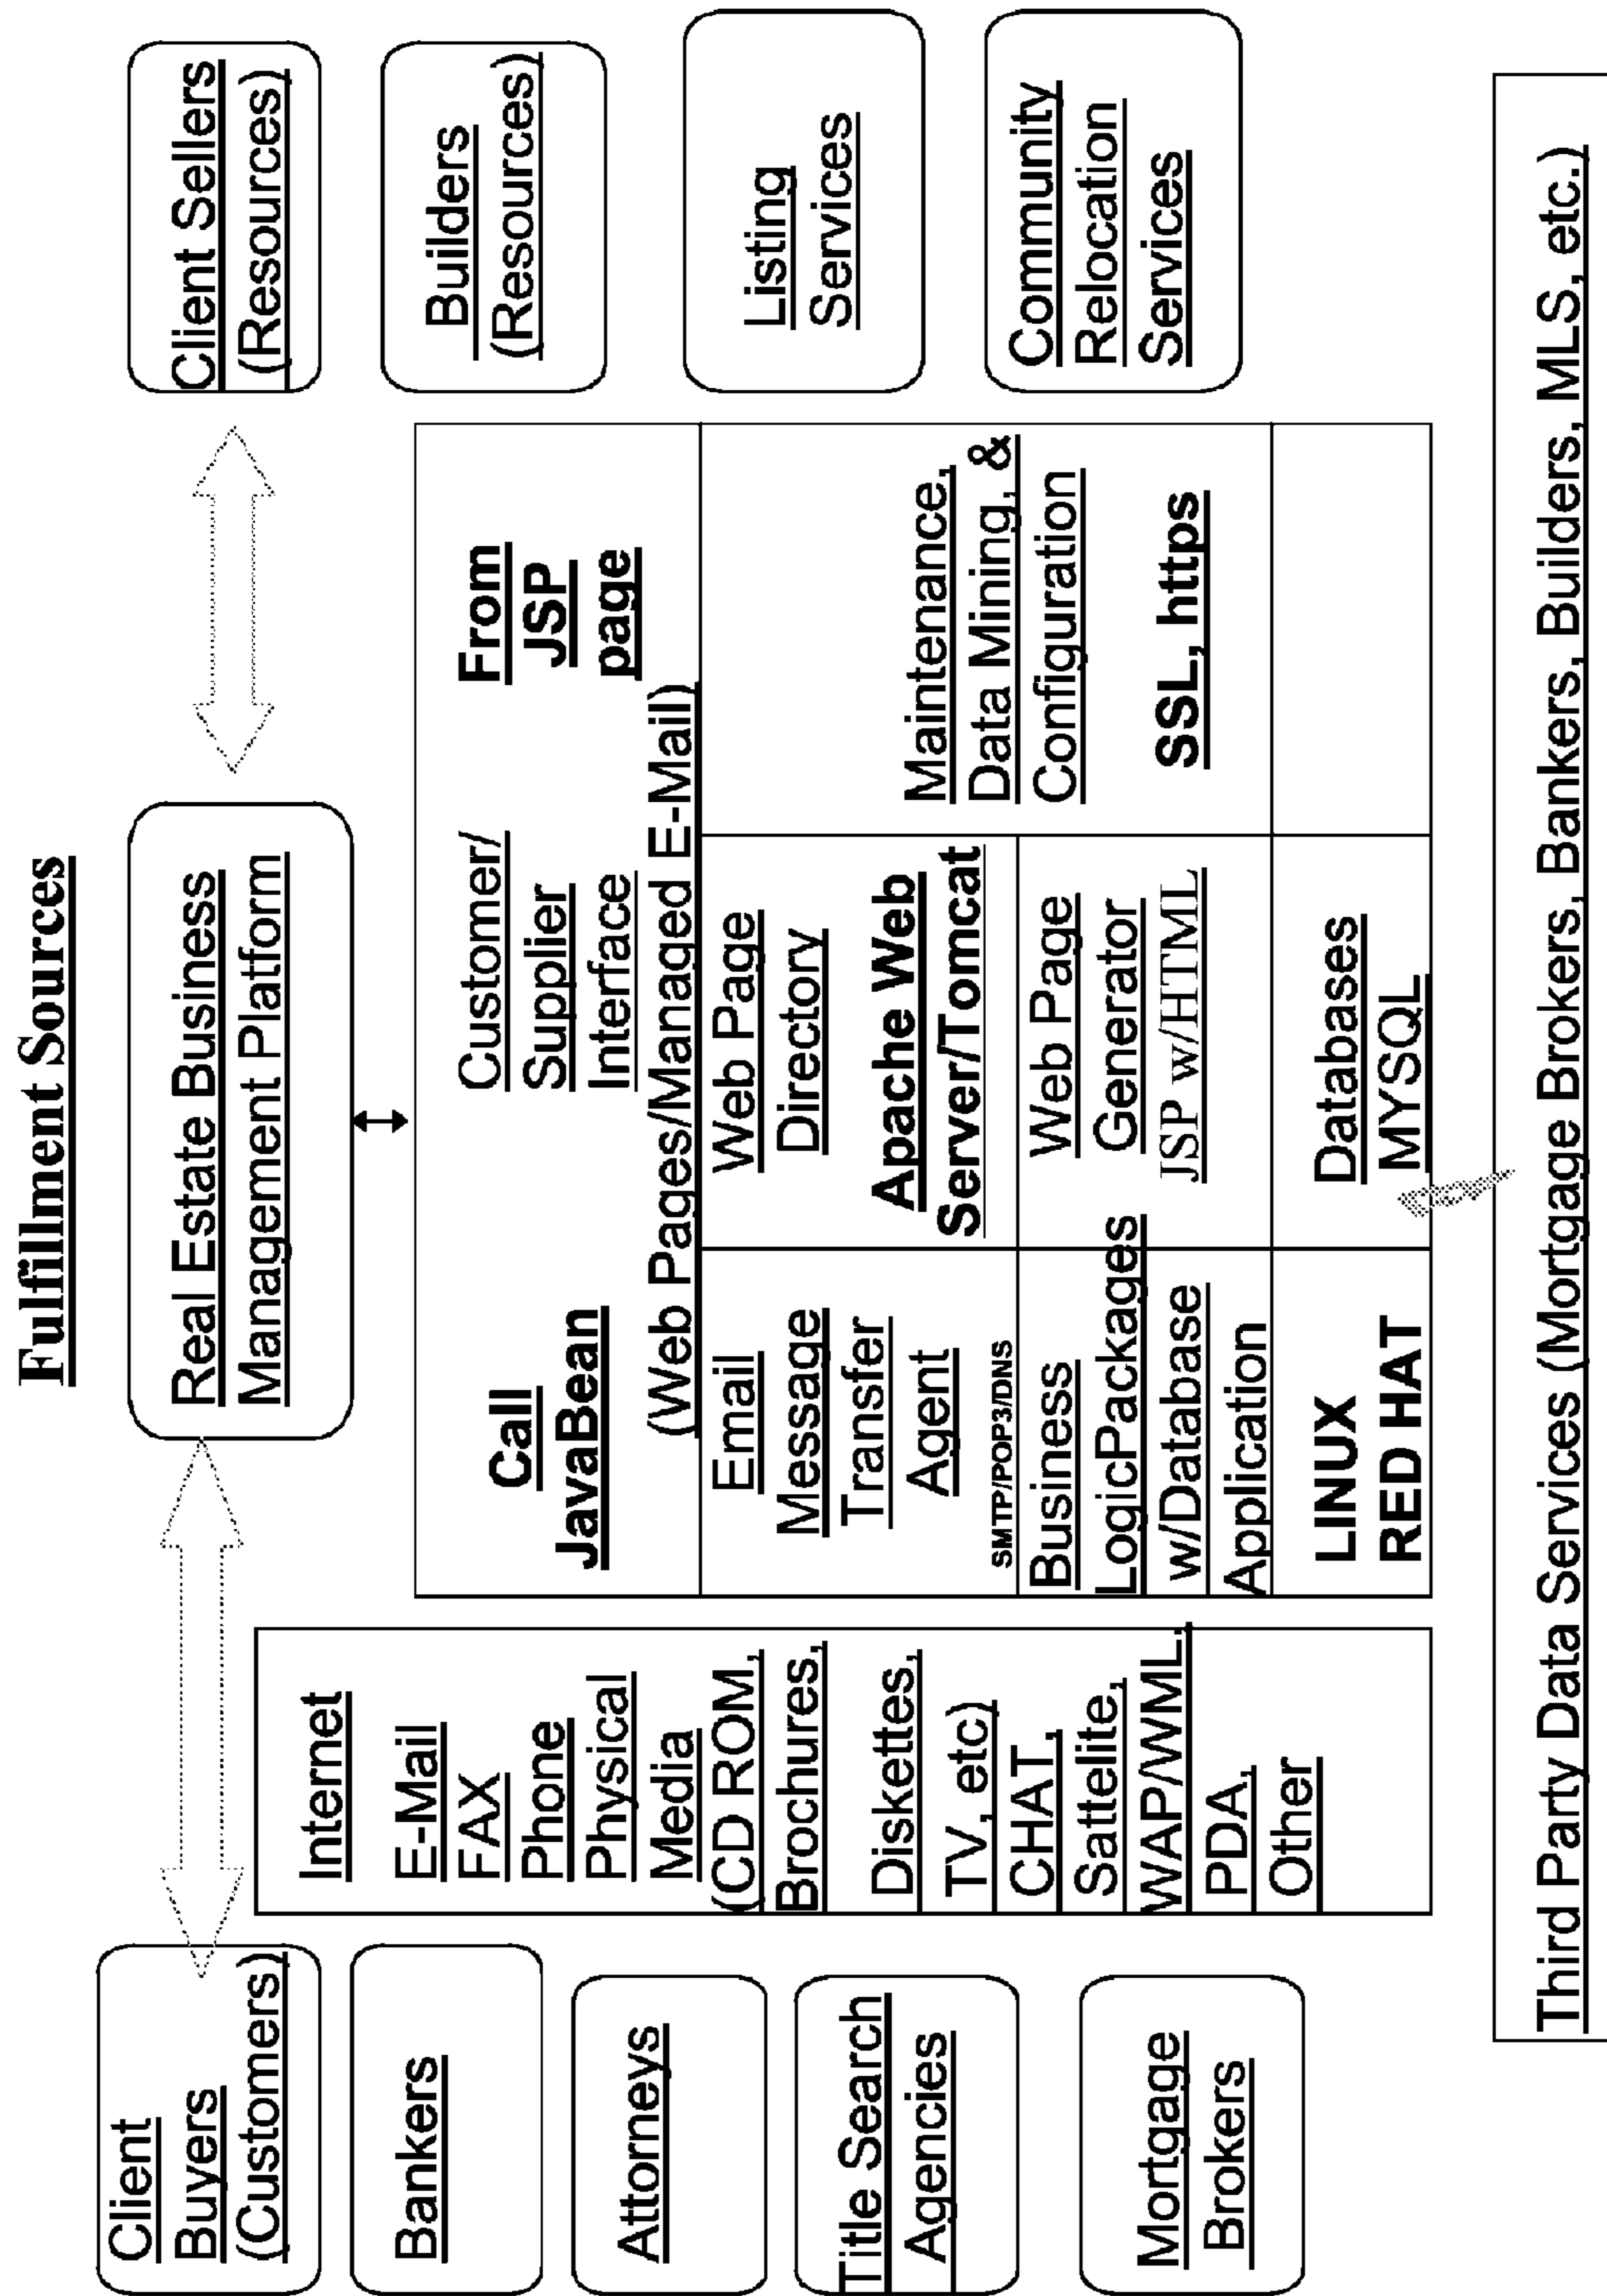 Fulfillment Sources
Client
Buyers
(Customers)
Bankers
Attorneys
Title Search
Agencies
Mortgage
Brokers
Internet
E-Mail
FAX
Phone
Physical
Media
(CD ROM,
Brochures,
Diskettes,
TV, etc)
CHAT,
Sattelite,
WAP/WML,
PDA,
Other
Real Estate Business
Management Platform
Call
JavaBean
Customer/
Supplier
Interface
From
JSP
page
(Web Pages/Managed E-Mail)
Email
Message
Transfer
Agent
SMTP/POP3/DNS
Web Page
Directory
Apache Web
Server/Tomcat
Maintenance,
Data Mining, &
Configuration
SSL, https
Business
LogicPackages
w/Database
Application
Web Page
Generator
JSP w/HTML
LINUX
RED HAT
Databases
MYSQL
Client Sellers
(Resources)
Builders
(Resources)
Listing
Services
Community
Relocation
Services
Third Party Data Services (Mortgage Brokers, Bankers, Builders, MLS, etc.)